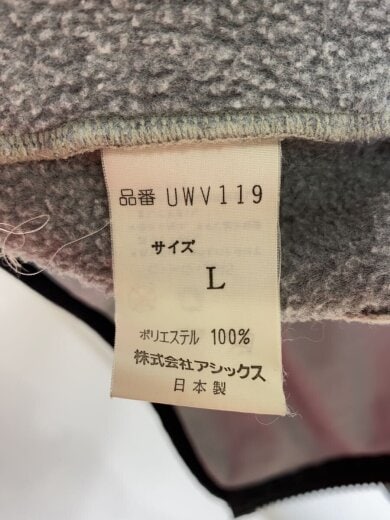 品番 UWV119
サイズ
L
ポリエステル 100%
株式会社アシックス
日本製